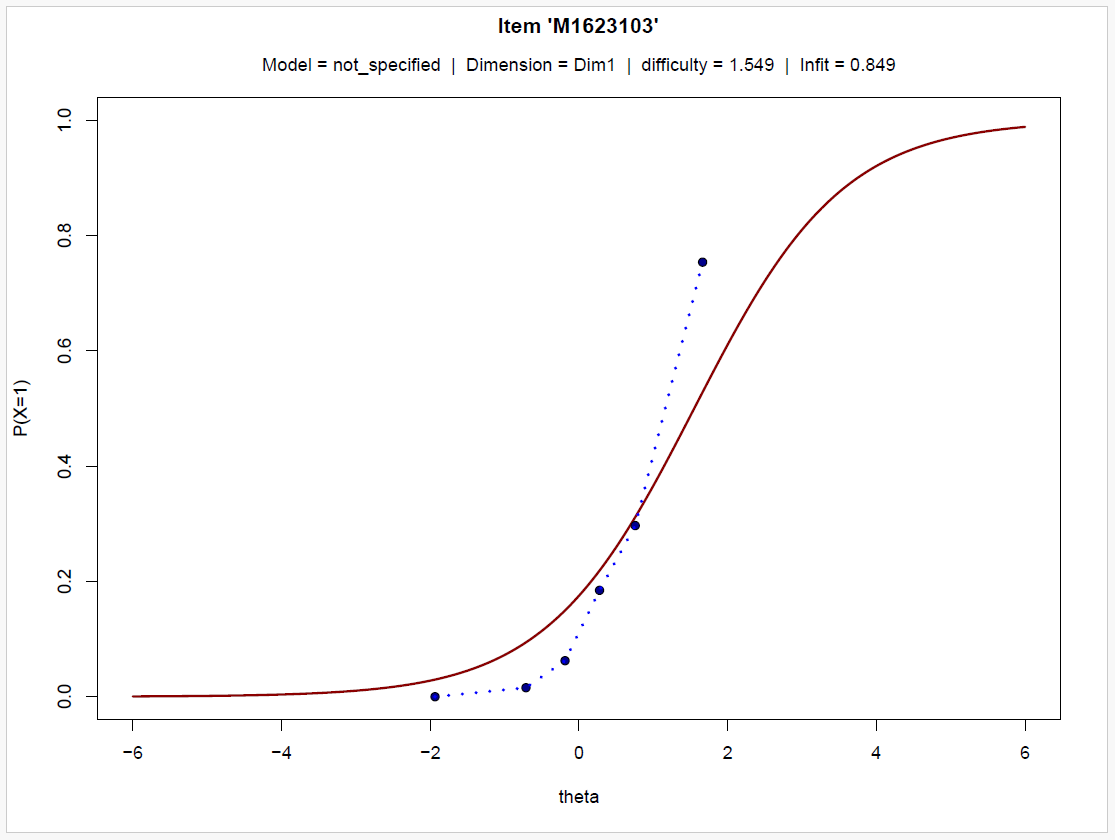 Item 'M1623103'
Model = not_specified | Dimension = Dim1 | difficulty = 1.549 | Infit = 0.849
1.0
0.8
0.6
0.4
0.2
0.0
P(X=1)
−6 −4 −2 0 2 4 6
theta